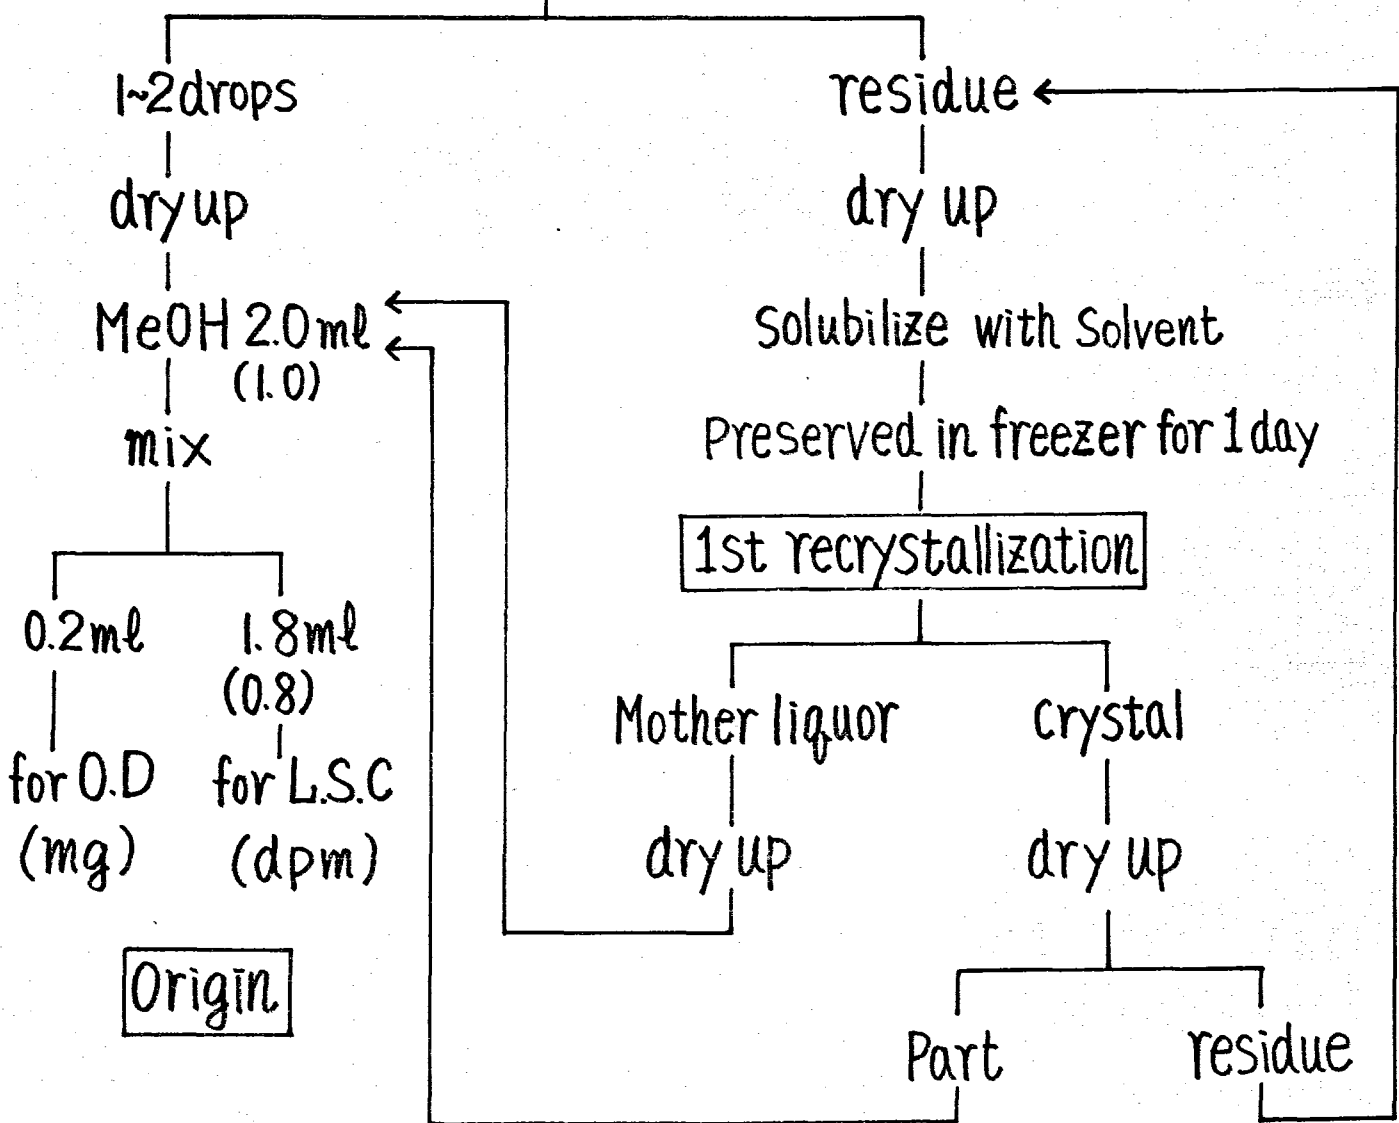 1~2drops
dry up
MeOH 2.0ml
(1.0)
mix
0.2ml
1.8ml
(0.8)
for O.D
(mg)
for L.S.C
(dpm)
Origin
residue
dry up
Solubilize with Solvent
Preserved in freezer for 1day
1st recrystallization
Mother liquor
dry up
Crystal
dry up
Part
residue